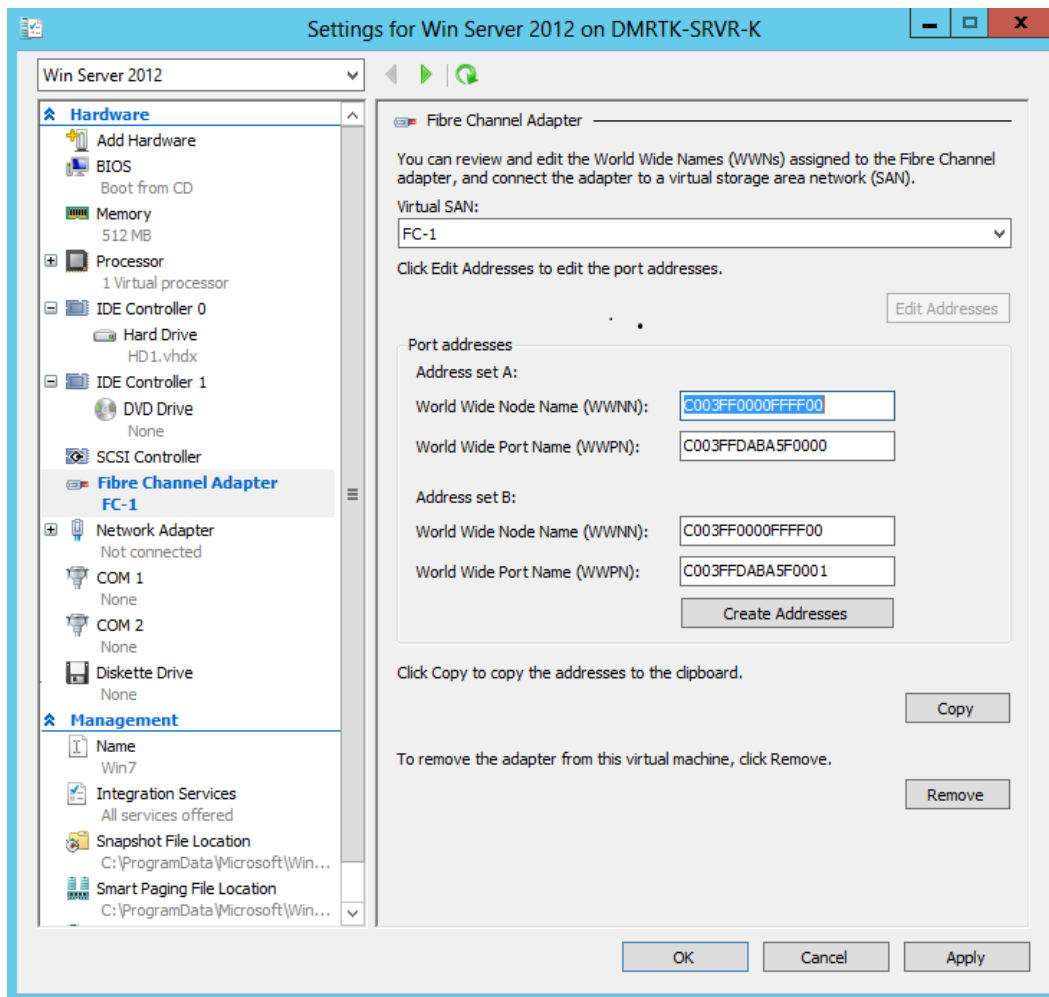 Settings for Win Server 2012 on DMRTK-SRVR-K
Win Server 2012
Hardware
Add Hardware
BIOS
Boot from CD
Memory
512 MB
Processor
1 Virtual processor
IDE Controller 0
Hard Drive
HD1.vhdx
IDE Controller 1
DVD Drive
None
SCSI Controller
Fibre Channel Adapter
FC-1
Network Adapter
Not connected
COM 1
None
COM 2
None
Diskette Drive
None
Management
Name
Win7
Integration Services
All services offered
Snapshot File Location
C:\ProgramData\Microsoft\Win...
Smart Paging File Location
C:\ProgramData\Microsoft\Win...
Fibre Channel Adapter
You can review and edit the World Wide Names (WWNs) assigned to the Fibre Channel
adapter, and connect the adapter to a virtual storage area network (SAN).
Virtual SAN:
FC-1
Click Edit Addresses to edit the port addresses.
Edit Addresses
Port addresses
Address set A:
World Wide Node Name (WWNN): C003FF0000FFFF00
World Wide Port Name (WWPN): C003FFDABA5F0000
Address set B:
World Wide Node Name (WWNN): C003FF0000FFFF00
World Wide Port Name (WWPN): C003FFDABA5F0001
Create Addresses
Click Copy to copy the addresses to the clipboard.
Copy
To remove the adapter from this virtual machine, click Remove.
Remove
OK Cancel Apply